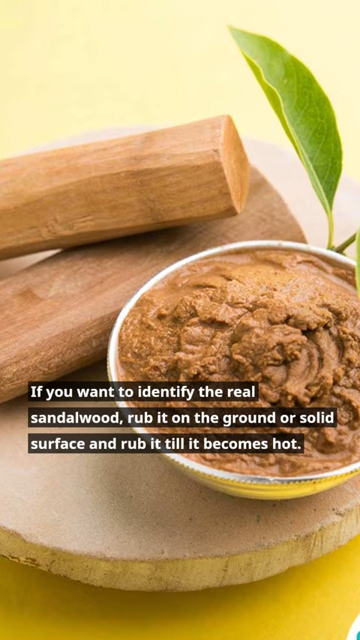 If you want to identify the real
sandalwood, rub it on the ground or solid
surface and rub it till it becomes hot.